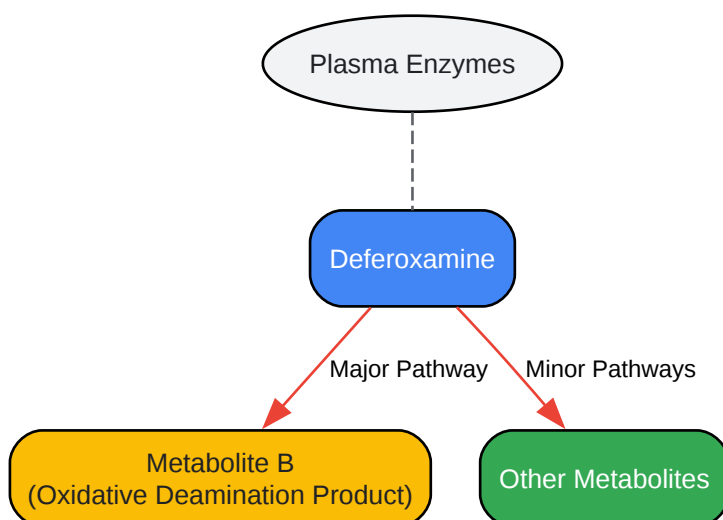 Plasma Enzymes
Deferoxamine
Major Pathway
Minor Pathways
Metabolite B
(Oxidative Deamination Product)
Other Metabolites